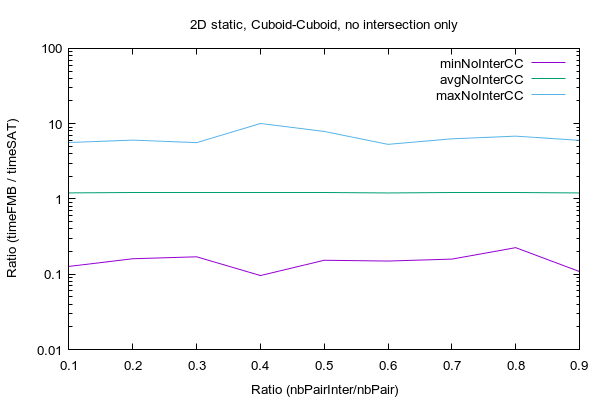 2D static, Cuboid-Cuboid, no intersection only
minNoInterCC
avgNoInterCC
maxNoInterCC
Ratio (timeFMB / timeSAT)
100
10
1
0.1
0.01
0.1 0.2 0.3 0.4 0.5 0.6 0.7 0.8 0.9
Ratio (nbPairInter/nbPair)